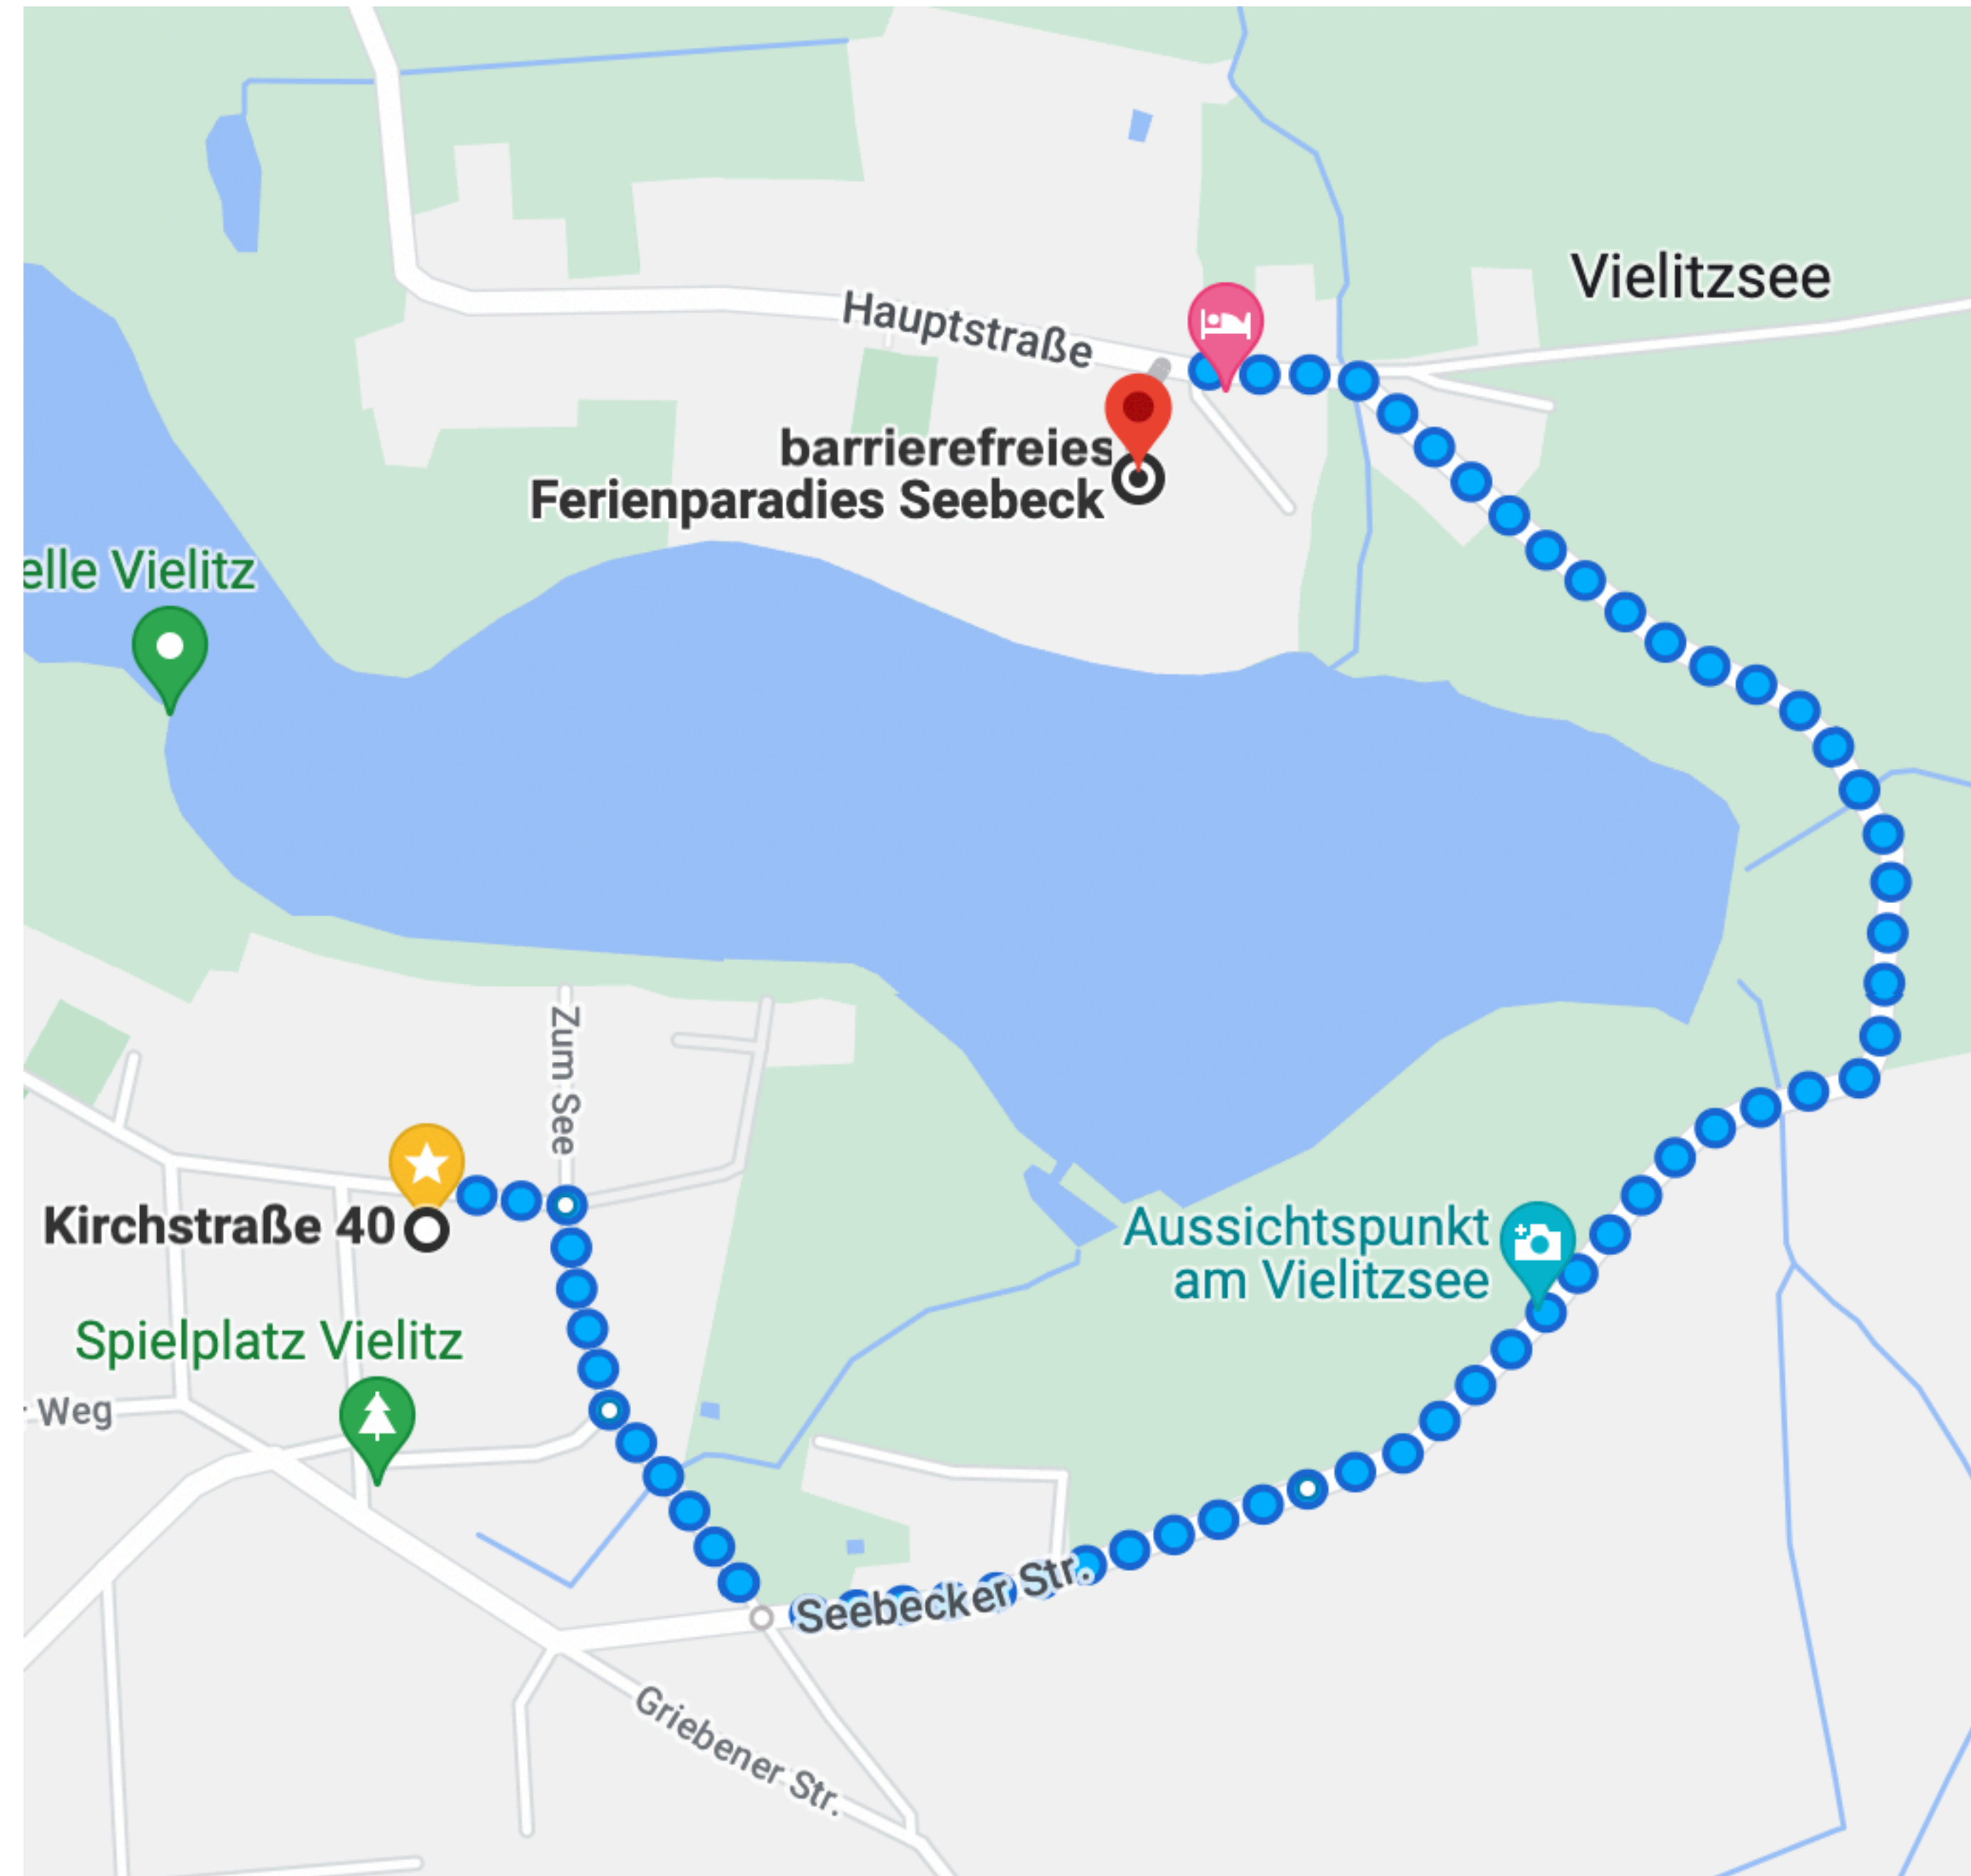 Vielitzsee
Hauptstraße
barrierefreies
Ferienparadies Seebeck
elle Vielitz
Zum See
Kirchstraße 40
Aussichtspunkt
am Vielitzsee
Spielplatz Vielitz
- Weg
Seebecker Str.
Griebener Str.